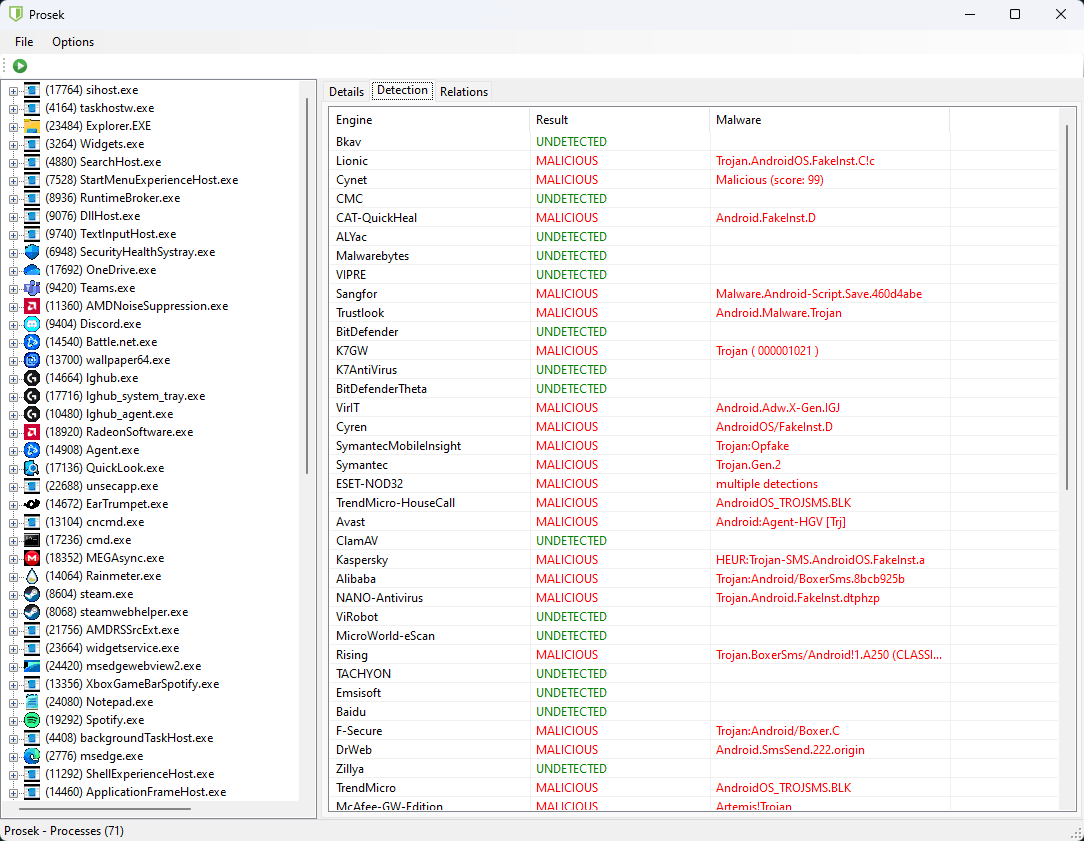 Prosek
File Options
(17764) sihost.exe
(4164) taskhostw.exe
(23484) Explorer.EXE
(3264) Widgets.exe
(4880) SearchHost.exe
(7528) StartMenuExperienceHost.exe
(8936) RuntimeBroker.exe
(9076) DllHost.exe
(9740) TextInputHost.exe
(6948) SecurityHealthSystray.exe
(17692) OneDrive.exe
(9420) Teams.exe
(11360) AMDNoiseSuppression.exe
(9404) Discord.exe
(14540) Battle.net.exe
(13700) wallpaper64.exe
(14664) lghub.exe
(17716) lghub_system_tray.exe
(10480) lghub_agent.exe
(18920) RadeonSoftware.exe
(14908) Agent.exe
(17136) QuickLook.exe
(22688) unsecapp.exe
(14672) EarTrumpet.exe
(13104) cncmd.exe
(17236) cmd.exe
(18352) MEGAsync.exe
(14064) Rainmeter.exe
(8604) steam.exe
(8068) steamwebhelper.exe
(21756) AMDRSSrcExt.exe
(23664) widgetservice.exe
(24420) msedgewebview2.exe
(13356) XboxGameBarSpotify.exe
(24080) Notepad.exe
(19292) Spotify.exe
(4408) backgroundTaskHost.exe
(2776) msedge.exe
(11292) ShellExperienceHost.exe
(14460) ApplicationFrameHost.exe
Details Detection Relations
Engine Result Malware
Bkav UNDETECTED
Lionic MALICIOUS Trojan.AndroidOS.FakeInst.C!c
Cynet MALICIOUS Malicious (score: 99)
CMC UNDETECTED
CAT-QuickHeal MALICIOUS Android.FakeInst.D
ALYac UNDETECTED
Malwarebytes UNDETECTED
VIPRE UNDETECTED
Sangfor MALICIOUS Malware.Android-Script.Save.460d4abe
Trustlook MALICIOUS Android.Malware.Trojan
BitDefender UNDETECTED
K7GW MALICIOUS Trojan ( 000001021 )
K7AntiVirus UNDETECTED
BitDefenderTheta UNDETECTED
VirIT MALICIOUS Android.Adw.X-Gen.IGJ
Cyren MALICIOUS AndroidOS/FakeInst.D
SymantecMobileInsight MALICIOUS Trojan:Opfake
Symantec MALICIOUS Trojan.Gen.2
ESET-NOD32 MALICIOUS multiple detections
TrendMicro-HouseCall MALICIOUS AndroidOS_TROJSMS.BLK
Avast MALICIOUS Android:Agent-HGV [Trj]
ClamAV UNDETECTED
Kaspersky MALICIOUS HEUR:Trojan-SMS.AndroidOS.FakeInst.a
Alibaba MALICIOUS Trojan:Android/BoxerSms.8bcb925b
NANO-Antivirus MALICIOUS Trojan.Android.FakeInst.dtphzp
ViRobot UNDETECTED
MicroWorld-eScan UNDETECTED
Rising MALICIOUS Trojan.BoxerSms/Android!1.A250 (CLASSI...
TACHYON UNDETECTED
Emsisoft UNDETECTED
Baidu UNDETECTED
F-Secure MALICIOUS Trojan:Android/Boxer.C
DrWeb MALICIOUS Android.SmsSend.222.origin
Zillya UNDETECTED
TrendMicro MALICIOUS AndroidOS_TROJSMS.BLK
McAfee-GW-Edition MALICIOUS Artemis!Trojan
Prosek - Processes (71)